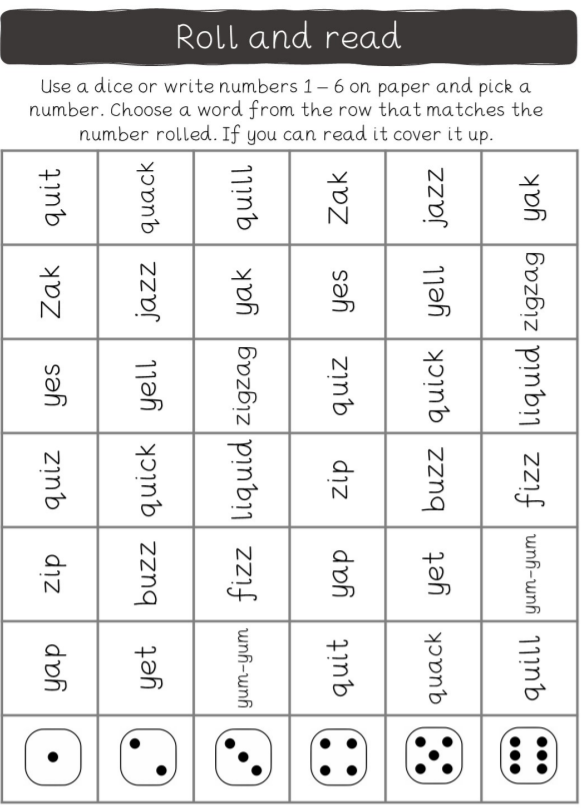 Roll and read
Use a dice or write numbers 1 – 6 on paper and pick a
number. Choose a word from the row that matches the
number rolled. If you can read it cover it up.
yap zip quiz yes Zak quit
yet buzz quick yell jazz quack
yum-yum fizz liquid zigzag yak quill
quit yap zip quiz yes Zak
quack yet buzz quick yell jazz
quill yum-yum fizz liquid zigzag yak